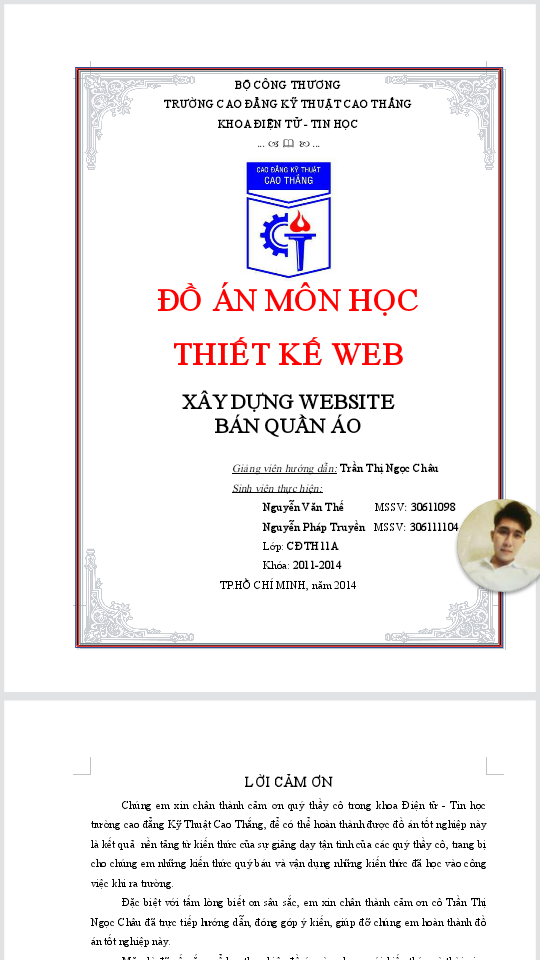 BỘ CÔNG THƯƠNG
TRƯỜNG CAO ĐẲNG KỸ THUẬT CAO THẮNG
KHOA ĐIỆN TỬ - TIN HỌC
CAO ĐẲNG KỸ THUẬT
CAO THẮNG
ĐỒ ÁN MÔN HỌC
THIẾT KẾ WEB
XÂY DỰNG WEBSITE
BÁN QUẦN ÁO
Giảng viên hướng dẫn: Trần Thị Ngọc Châu
Sinh viên thực hiện:
Nguyễn Văn Thế MSSV: 30611098
Nguyễn Pháp Truyền MSSV: 306111104
Lớp: CĐTH11A
Khóa: 2011-2014
TP.HỒ CHÍ MINH, năm 2014
LỜI CẢM ƠN
Chúng em xin chân thành cảm ơn quý thầy cô trong khoa Điện tử - Tin học
trường cao đẳng Kỹ Thuật Cao Thắng, để có thể hoàn thành được đồ án tốt nghiệp này
là kết quả nền tảng từ kiến thức của sự giảng dạy tận tình của các quý thầy cô, trang bị
cho chúng em những kiến thức quý báu và vận dụng những kiến thức đã học vào công
việc khi ra trường.
Đặc biệt với tấm lòng biết ơn sâu sắc, em xin chân thành cảm ơn cô Trần Thị
Ngọc Châu đã trực tiếp hướng dẫn, đóng góp ý kiến, giúp đỡ chúng em hoàn thành đồ
án tốt nghiệp này.